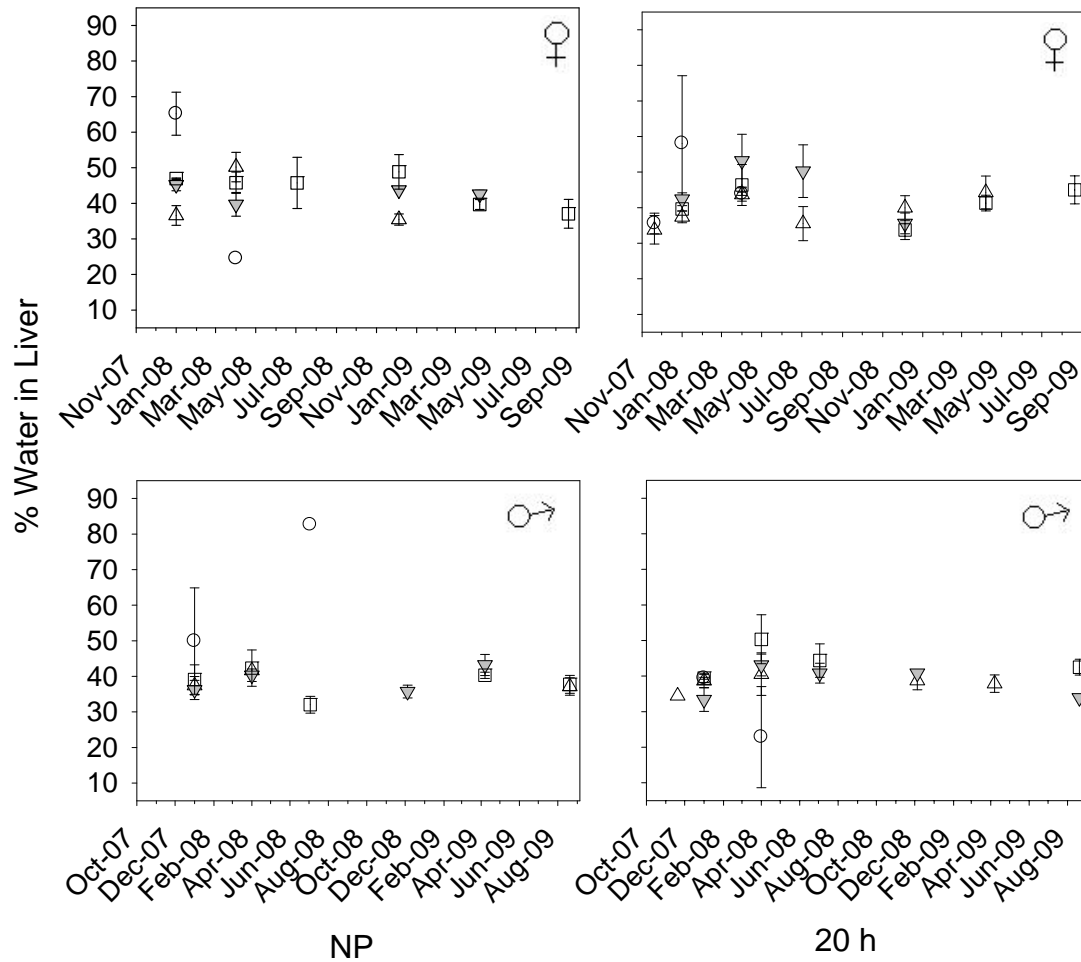 90
80
70
60
50
40
30
20
10
Nov-07 Jan-08 Mar-08 May-08 Jul-08 Sep-08 Nov-08 Jan-09 Mar-09 May-09 Jul-09 Sep-09
Nov-07 Jan-08 Mar-08 May-08 Jul-08 Sep-08 Nov-08 Jan-09 Mar-09 May-09 Jul-09 Sep-09
% Water in Liver
90
80
70
60
50
40
30
20
10
Oct-07 Dec-07 Feb-08 Apr-08 Jun-08 Aug-08 Oct-08 Dec-08 Feb-09 Apr-09 Jun-09 Aug-09
Oct-07 Dec-07 Feb-08 Apr-08 Jun-08 Aug-08 Oct-08 Dec-08 Feb-09 Apr-09 Jun-09 Aug-09
NP
20 h